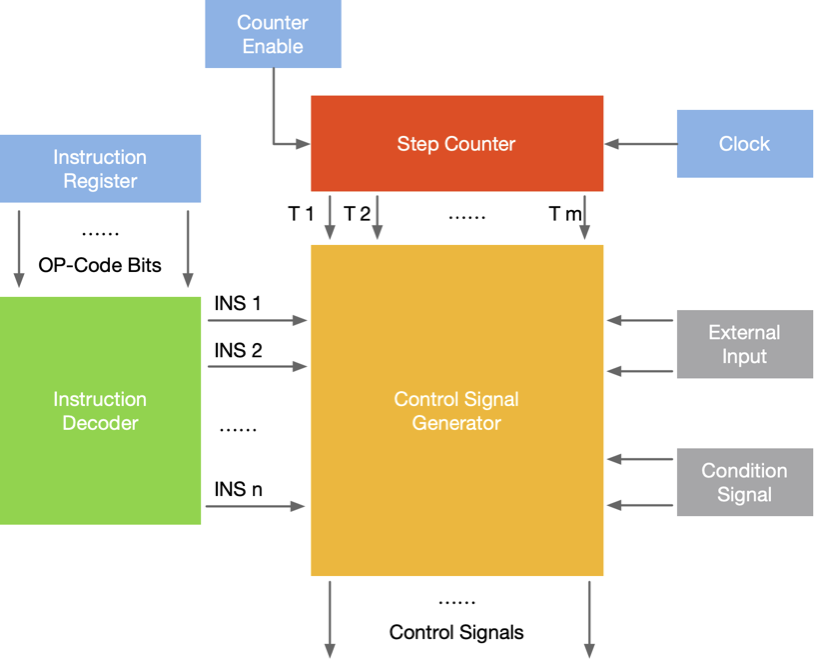 Counter
Enable
Step Counter
Clock
Instruction
Register
T 1
T 2
......
T m
......
OP-Code Bits
INS 1
INS 2
......
INS n
Instruction
Decoder
Control Signal
Generator
External
Input
Condition
Signal
......
Control Signals